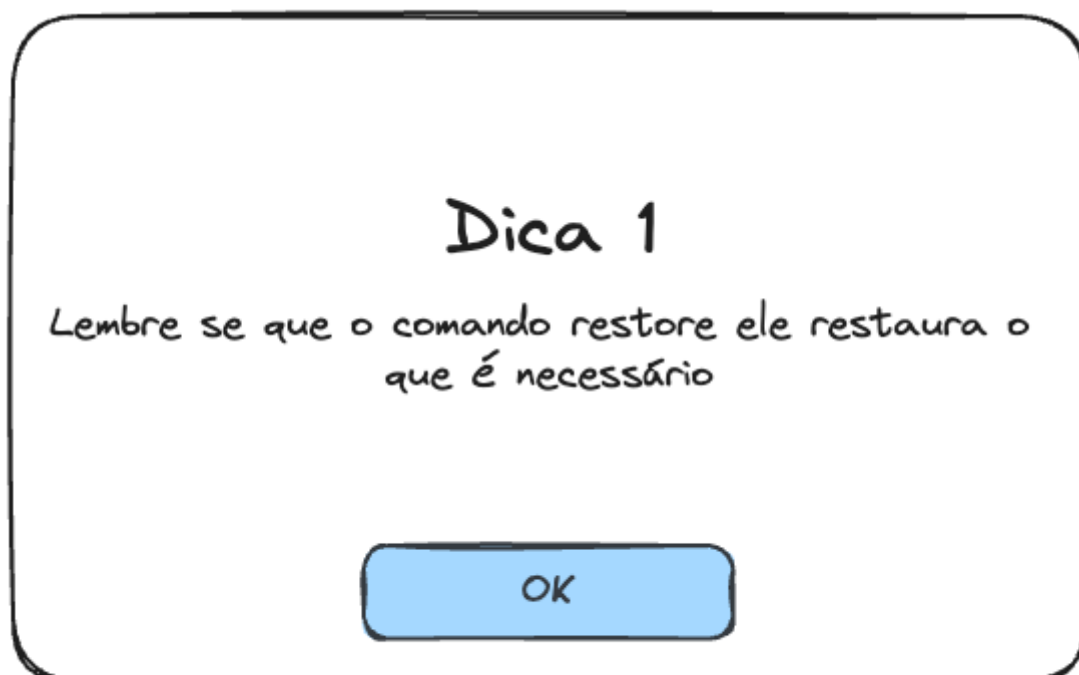 Dica 1
Lembre se que o comando restore ele restaura o
que é necessário
OK